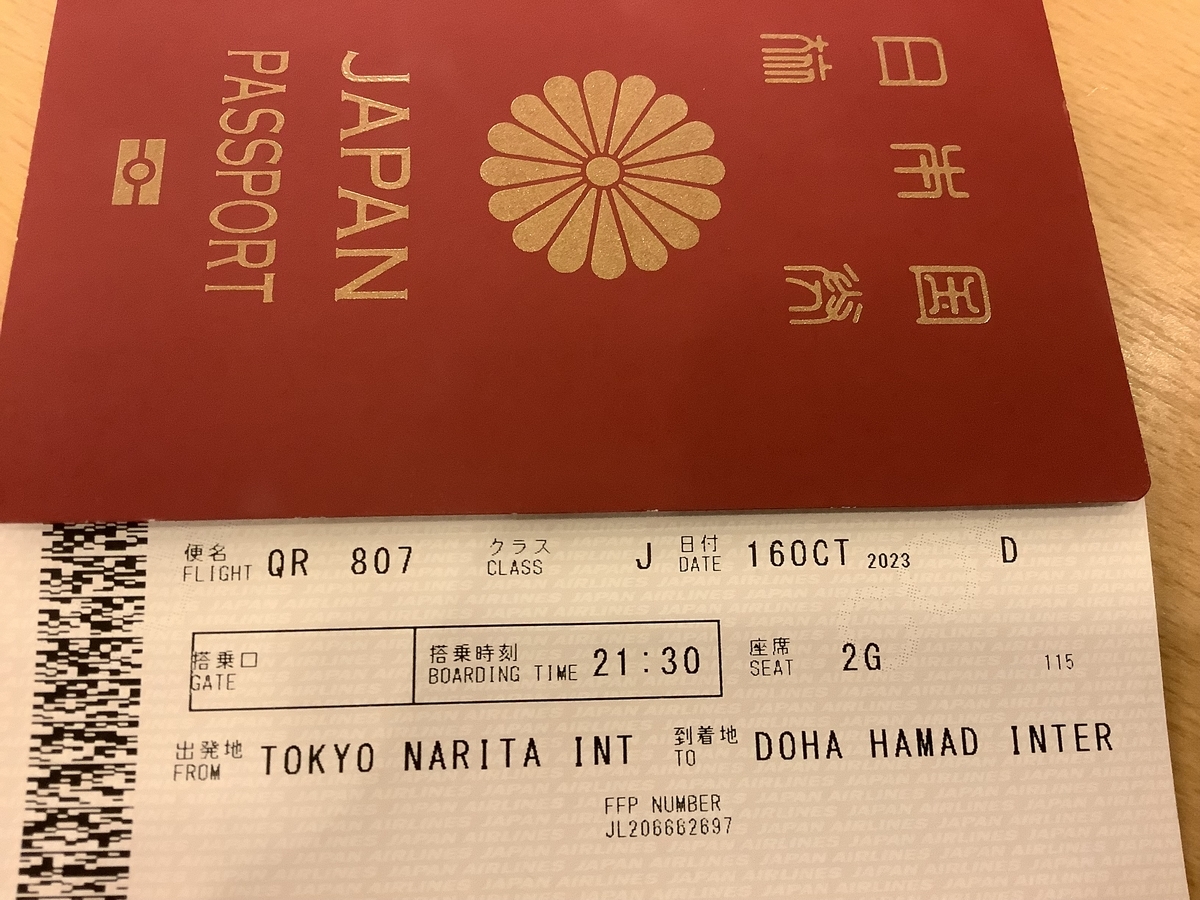 日本国
旅券
JAPAN
PASSPORT
便名 クラス 日付
FLIGHT QR 807 CLASS J DATE 16OCT 2023 D
搭乗口 搭乗時刻 座席
GATE BOARDING TIME 21:30 SEAT 2G 115
出発地 到着地
FROM TOKYO NARITA INT TO DOHA HAMAD INTER
FFP NUMBER
JL206662697
JAPAN AIRLINES